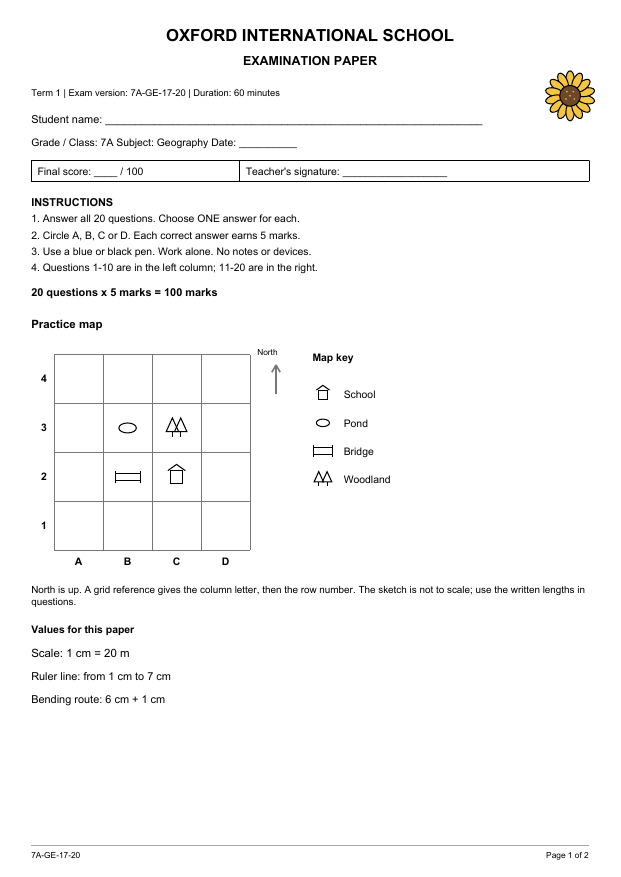 OXFORD INTERNATIONAL SCHOOL
EXAMINATION PAPER
Term 1 | Exam version: 7A-GE-17-20 | Duration: 60 minutes
Student name: _______________________________________________________________
Grade / Class: 7A Subject: Geography Date: __________
Final score: ____ / 100
Teacher's signature: __________________
INSTRUCTIONS
1. Answer all 20 questions. Choose ONE answer for each.
2. Circle A, B, C or D. Each correct answer earns 5 marks.
3. Use a blue or black pen. Work alone. No notes or devices.
4. Questions 1-10 are in the left column; 11-20 are in the right.
20 questions x 5 marks = 100 marks
Practice map
North
Map key
4
3
2
1
A B C D
School
Pond
Bridge
Woodland
North is up. A grid reference gives the column letter, then the row number. The sketch is not to scale; use the written lengths in
questions.
Values for this paper
Scale: 1 cm = 20 m
Ruler line: from 1 cm to 7 cm
Bending route: 6 cm + 1 cm
7A-GE-17-20
Page 1 of 2